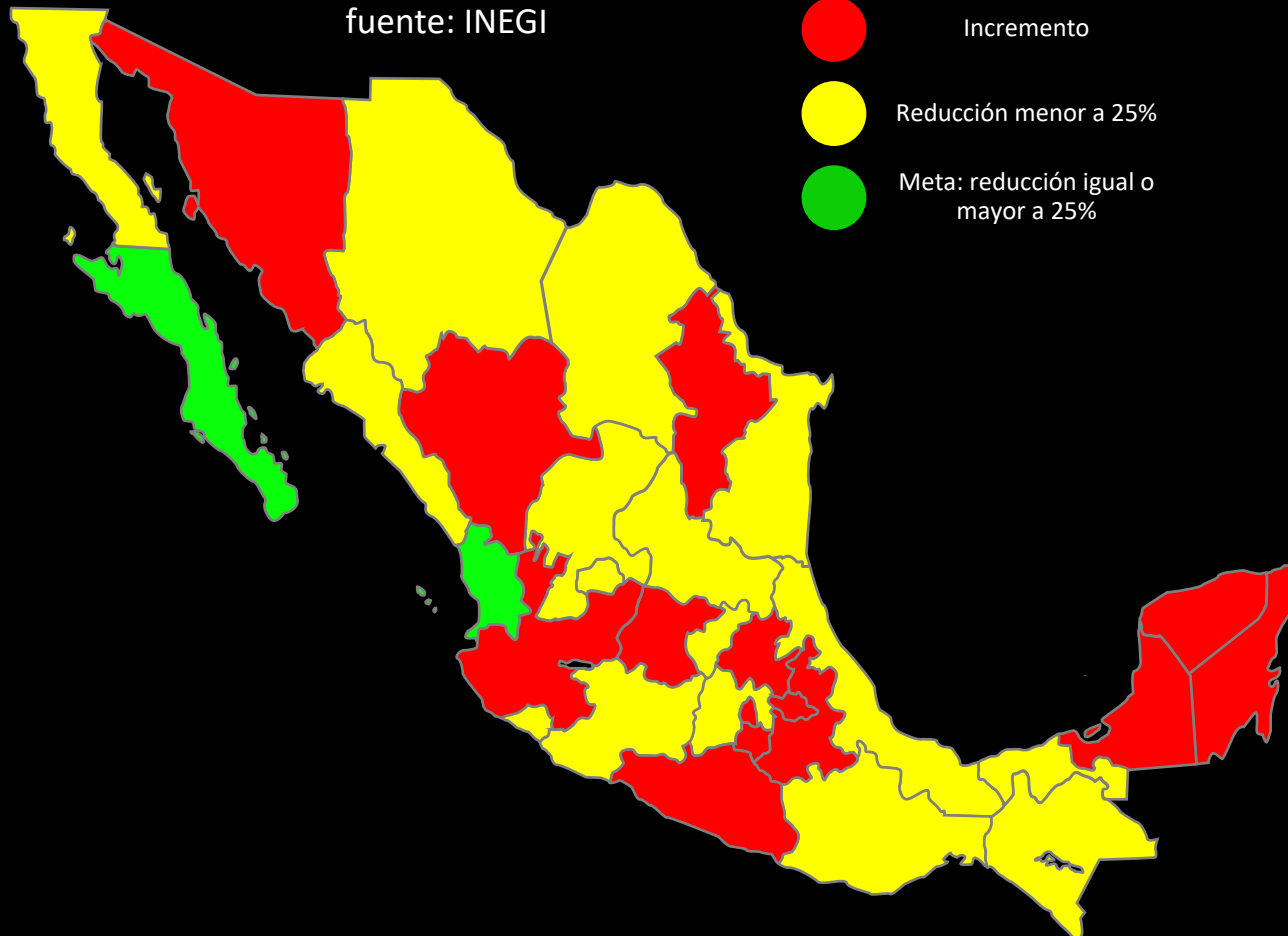 fuente: INEGI
Incremento
Reducción menor a 25%
Meta: reducción igual o
mayor a 25%